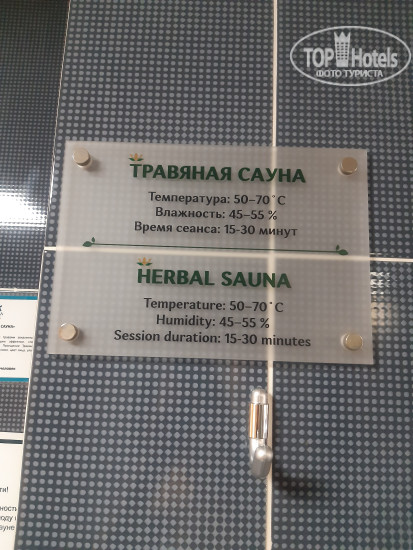 TOP Hotels
ФОТО ТУРИСТА
ТРАВЯНАЯ САУНА
Температура: 50–70°C
Влажность: 45–55 %
Время сеанса: 15-30 минут
HERBAL SAUNA
Temperature: 50–70°C
Humidity: 45–55 %
Session duration: 15-30 minutes